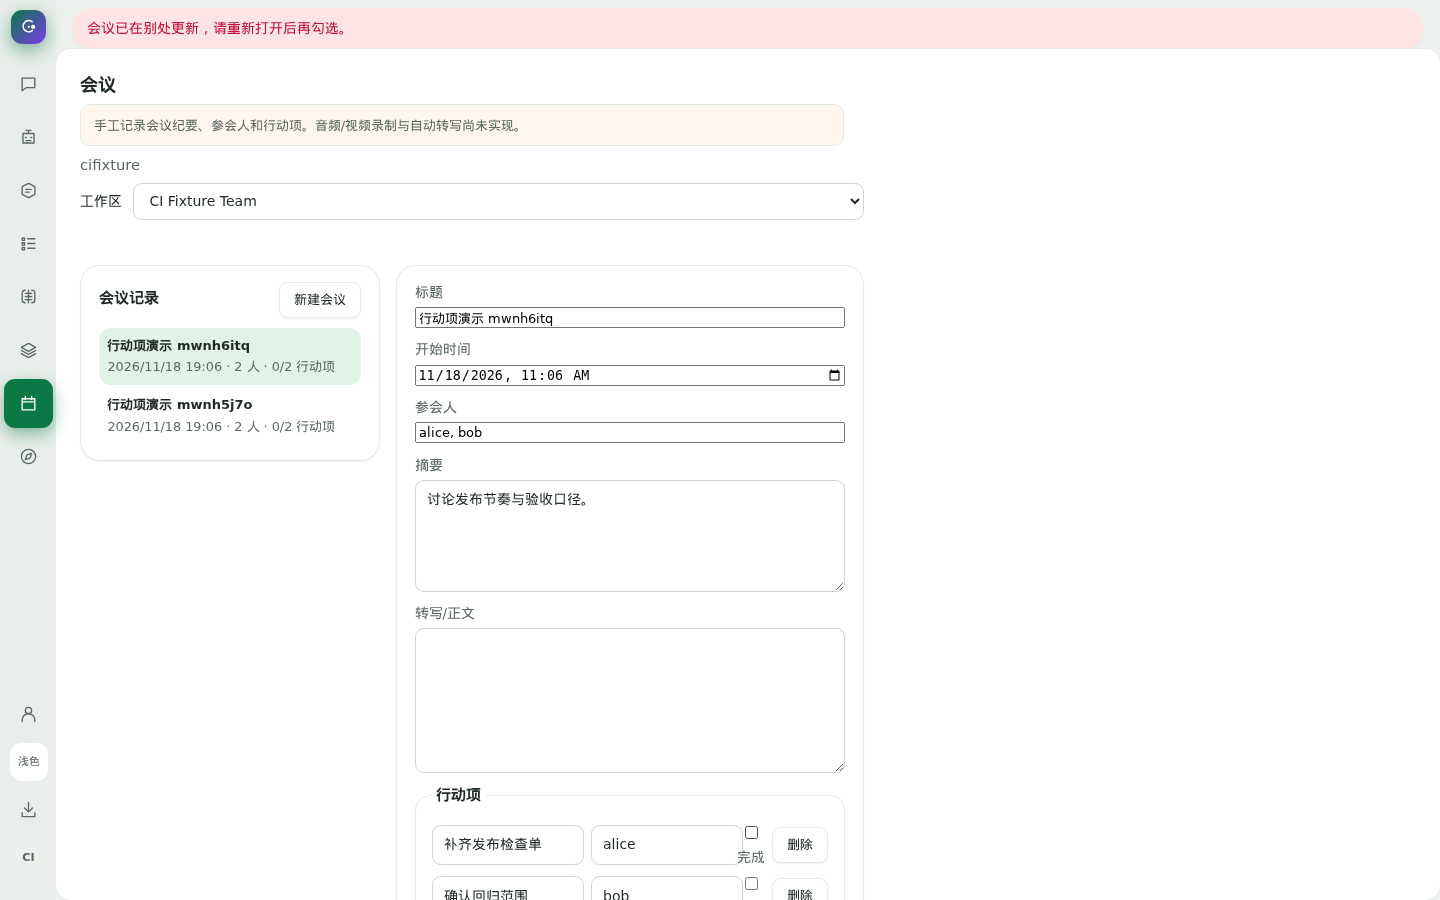 会议已在别处更新，请重新打开后再勾选。
会议
手工记录会议纪要、参会人和行动项。音频/视频录制与自动转写尚未实现。
cifixture
工作区
CI Fixture Team
会议记录
新建会议
行动项演示 mwnh6itq
2026/11/18 19:06 · 2 人 · 0/2 行动项
行动项演示 mwnh5j7o
2026/11/18 19:06 · 2 人 · 0/2 行动项
标题
行动项演示 mwnh6itq
开始时间
11/18/2026, 11:06 AM
参会人
alice, bob
摘要
讨论发布节奏与验收口径。
转写/正文
行动项
补齐发布检查单
alice
完成
删除
确认回归范围
bob
删除
浅色
CI